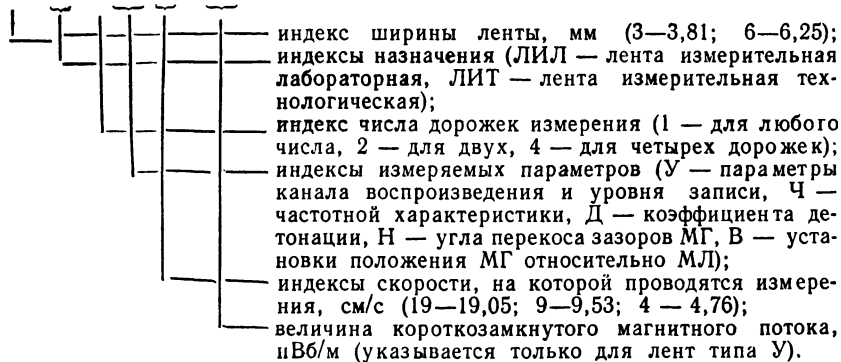 индекс ширины ленты, мм (3—3,81; 6—6,25);
индексы назначения (ЛИЛ — лента измерительная
лабораторная, ЛИТ — лента измерительная тех-
нологическая);
индекс числа дорожек измерения (1 — для любого
числа, 2 — для двух, 4 — для четырех дорожек);
индексы измеряемых параметров (У — параметры
канала воспроизведения и уровня записи, Ч —
частотной характеристики, Д — коэффициента де-
тонации, Н — угла перекоса зазоров МГ, В — уста-
новки положения МГ относительно МЛ);
индексы скорости, на которой проводятся измере-
ния, см/с (19—19,05; 9—9,53; 4 — 4,76);
величина короткозамкнутого магнитного потока,
пВб/м (указывается только для лент типа У).